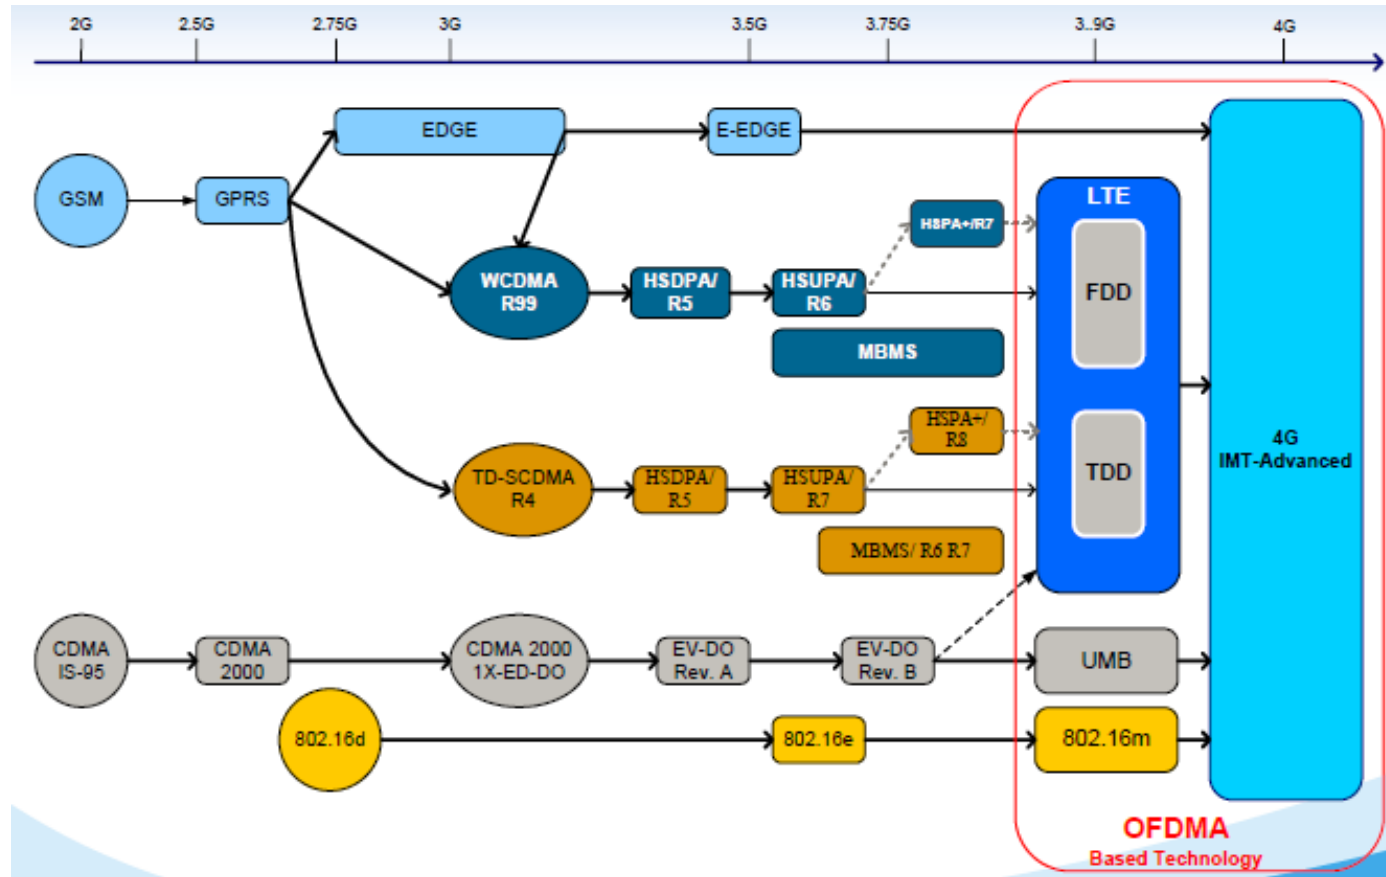 2G
2.5G
2.75G
3G
3.5G
3.75G
3..9G
4G
EDGE
E-EDGE
GSM
GPRS
LTE
H8PA+/R7
WCDMA
R99
HSDPA/
R5
HSUPA/
R6
FDD
MBMS
HSPA+/
R8
4G
IMT-Advanced
TD-SCDMA
R4
HSDPA/
R5
HSUPA/
R7
TDD
MBMS/ R6 R7
CDMA
IS-95
CDMA
2000
CDMA 2000
1X-ED-DO
EV-DO
Rev. A
EV-DO
Rev. B
UMB
802.16d
802.16e
802.16m
OFDMA
Based Technology